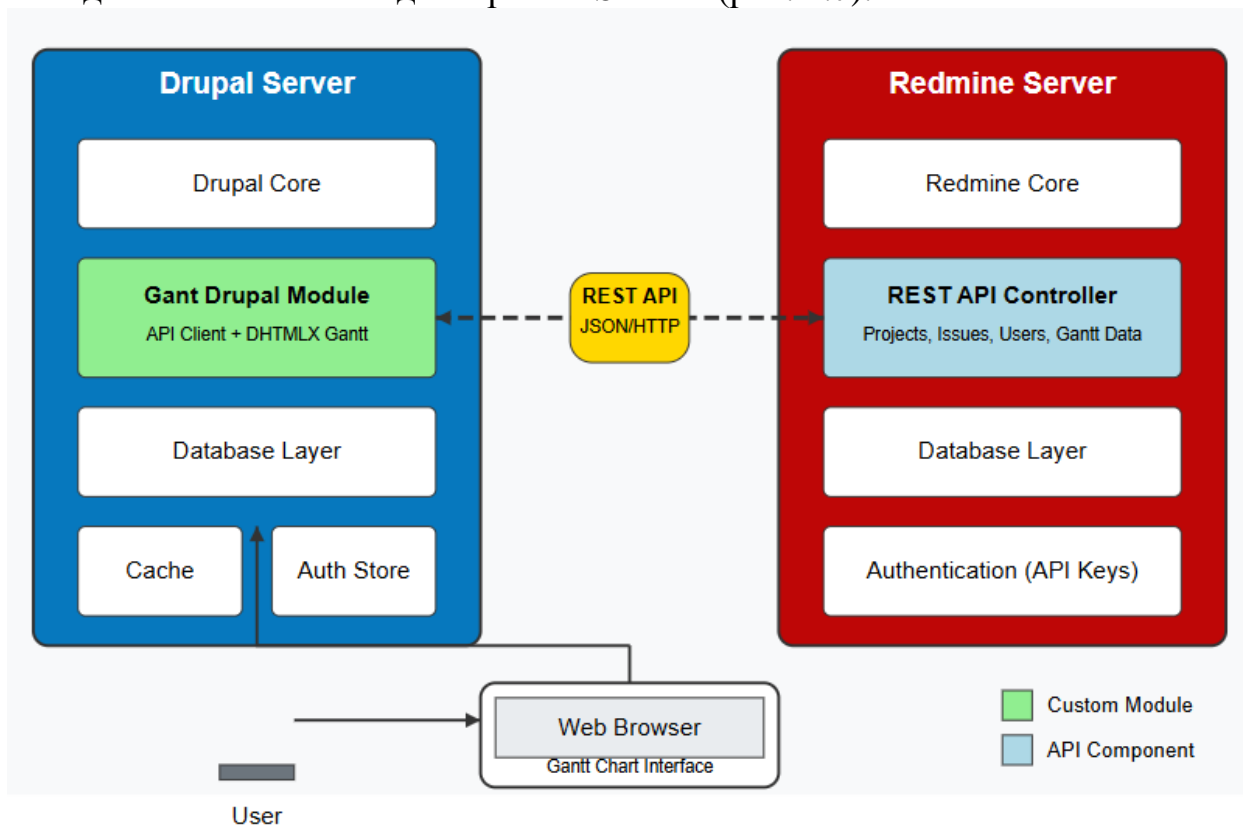 Drupal Server
Drupal Core
Gant Drupal Module
API Client + DHTMLX Gantt
Database Layer
Cache
Auth Store
REST API
JSON/HTTP
Redmine Server
Redmine Core
REST API Controller
Projects, Issues, Users, Gantt Data
Database Layer
Authentication (API Keys)
Web Browser
Gantt Chart Interface
User
Custom Module
API Component